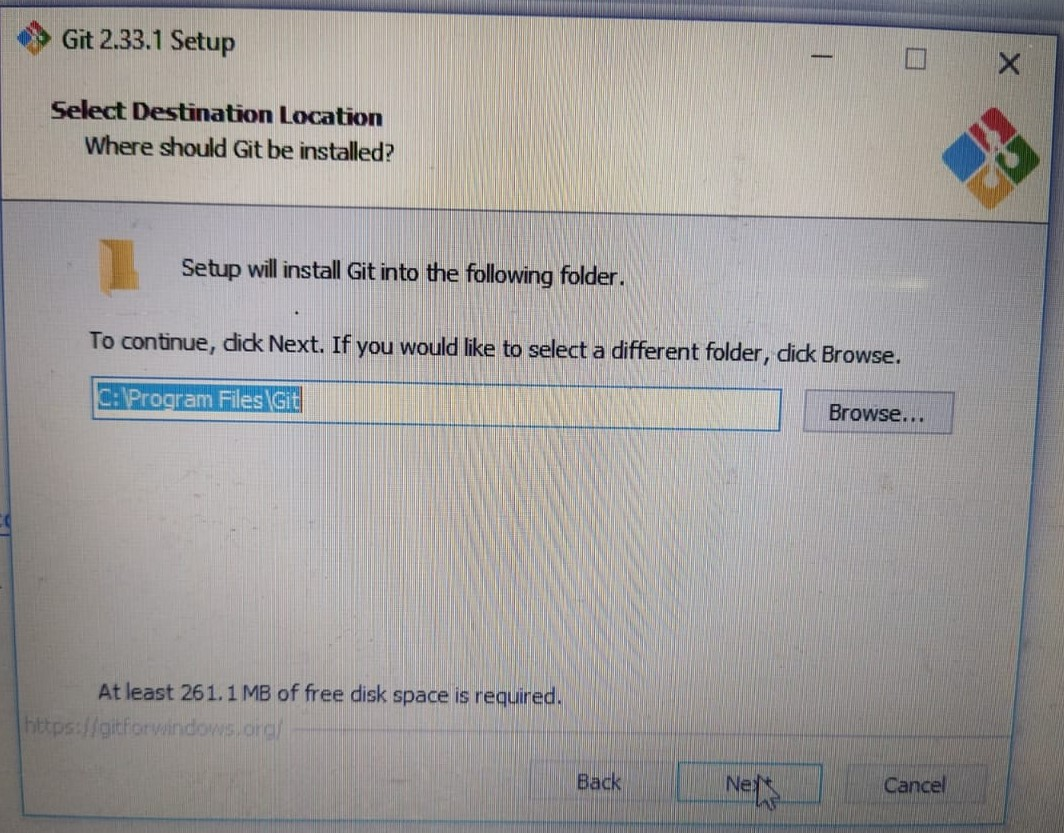 Git 2.33.1 Setup
Select Destination Location
Where should Git be installed?
Setup will install Git into the following folder.
To continue, click Next. If you would like to select a different folder, click Browse.
C:\Program Files\Git
Browse...
At least 261.1 MB of free disk space is required.
https://gitforwindows.org/
Back
Next
Cancel